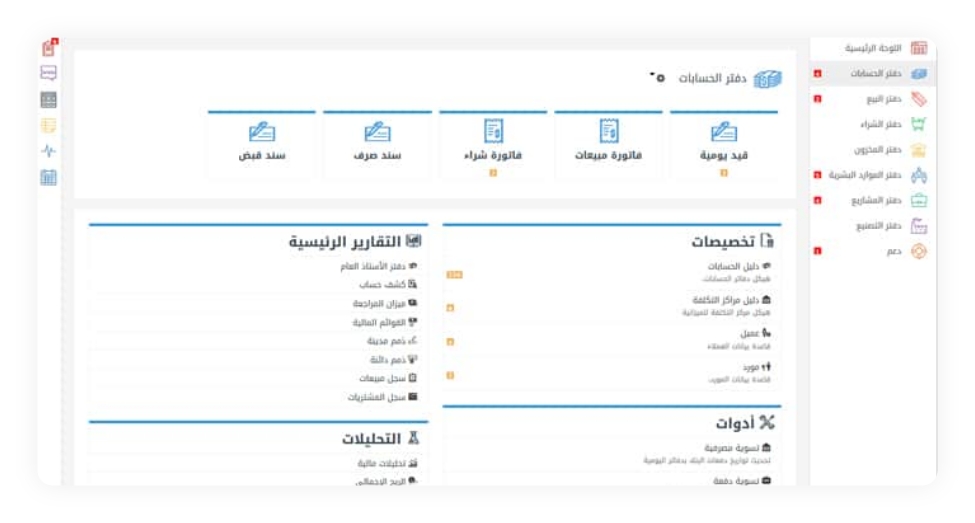 اللوحة الرئيسية
دفتر الحسابات
دفتر البيع
دفتر الشراء
دفتر المخزون
دفتر الموارد البشرية
دفتر المشاريع
دفتر التصنيع
دعم
دفتر الحسابات
قيد يومية
فاتورة مبيعات
فاتورة شراء
سند صرف
سند قبض
تخصيصات
دليل الحسابات
هيكل دفاتر الحسابات.
دليل مراكز التكلفة
هيكل مركز التكلفة للميزانية
عميل
قاعدة بيانات العملاء
مورد
قاعدة بيانات المورد.
أدوات
تسوية مصرفية
تحديث تواريخ دفعات البنك بدفاتر اليومية
تسوية دفعة
التقارير الرئيسية
دفتر الأستاذ العام
كشف حساب
ميزان المراجعة
القوائم المالية
ذمم مدينة
ذمم دائنة
سجل مبيعات
سجل المشتريات
التحليلات
تحليلات مالية
الربح الإجمالي